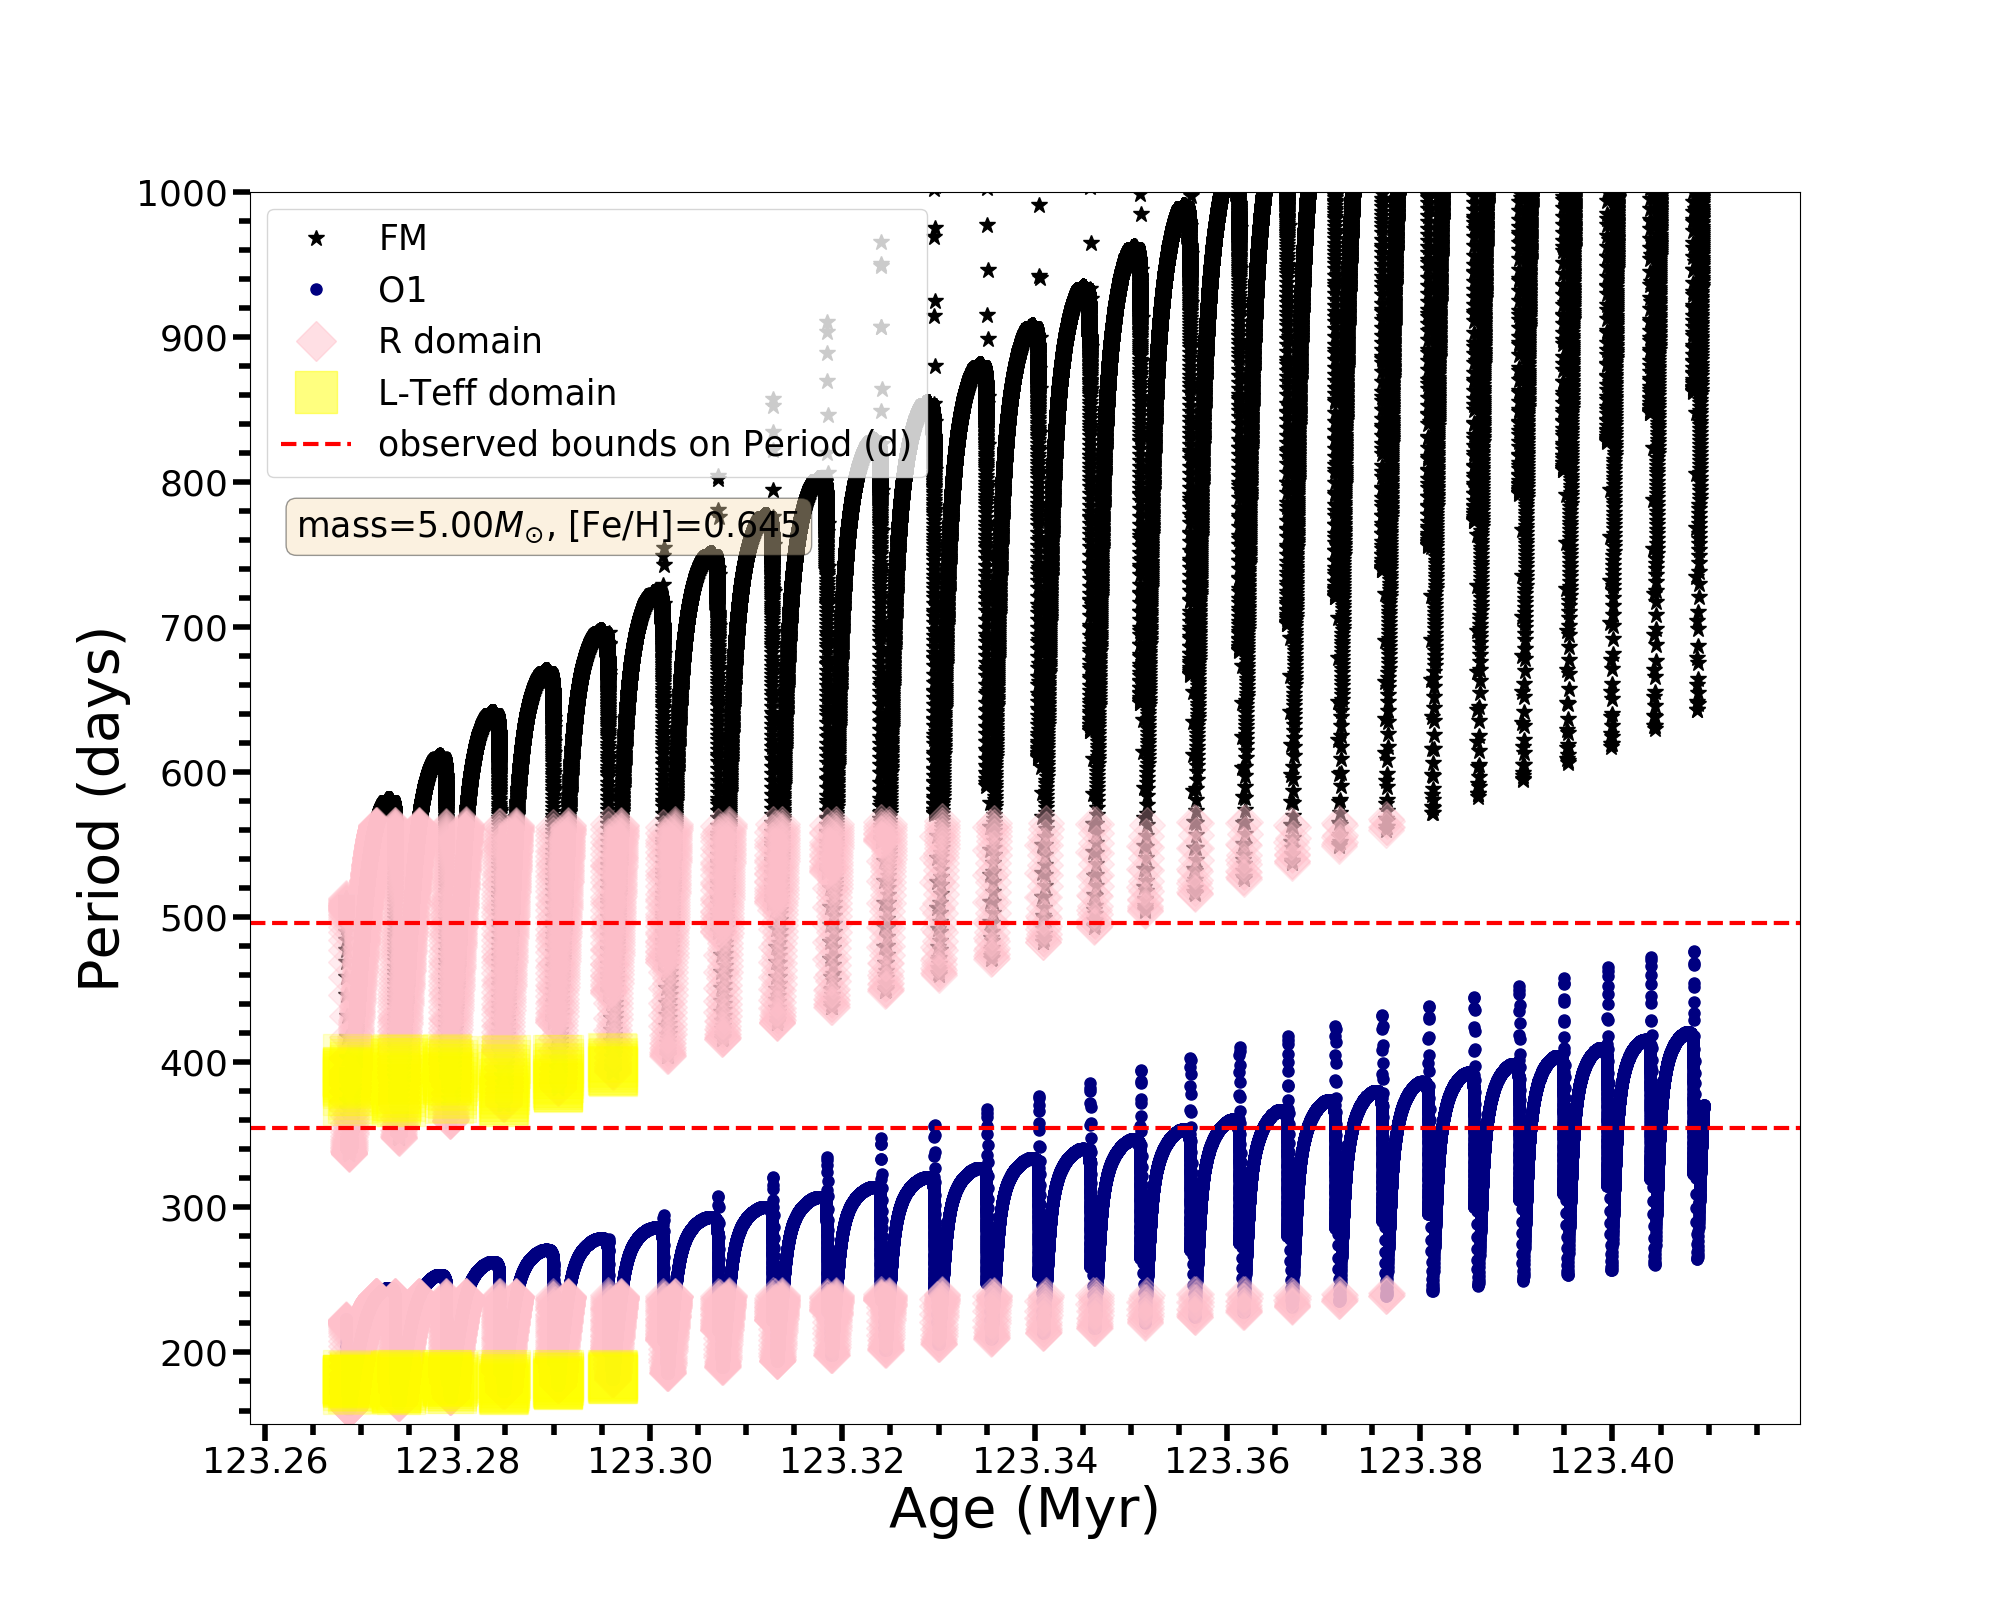 1000
900
800
700
600
500
400
300
200
Period (days)
FM
O1
R domain
L-Teff domain
observed bounds on Period (d)
mass=5.00M⊙, [Fe/H]=0.645
123.26 123.28 123.30 123.32 123.34 123.36 123.38 123.40
Age (Myr)